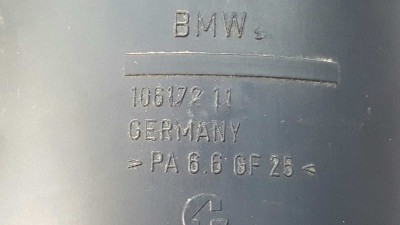 BMW s
106172 11
GERMANY
> PA 6.6 GF 25 <